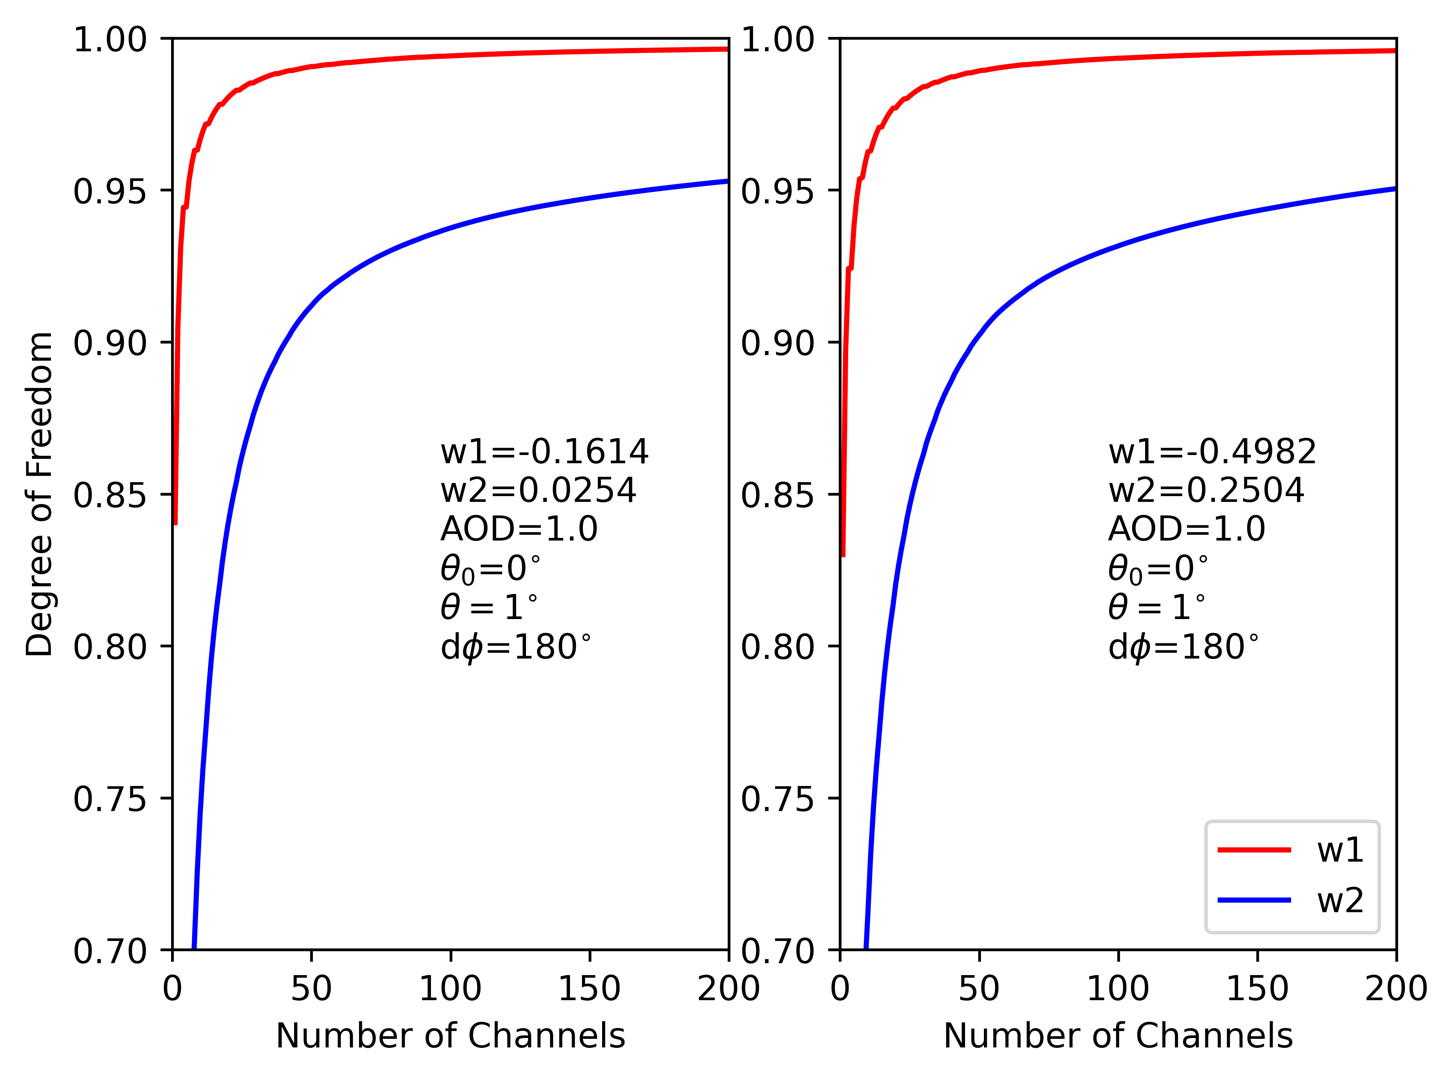 1.00
0.95
0.90
0.85
0.80
0.75
0.70
Degree of Freedom
w1=-0.1614
w2=0.0254
AOD=1.0
θ₀=0°
θ = 1°
dϕ=180°
0 50 100 150 200
Number of Channels
1.00
0.95
0.90
0.85
0.80
0.75
0.70
w1=-0.4982
w2=0.2504
AOD=1.0
θ₀=0°
θ = 1°
dϕ=180°
w1
w2
0 50 100 150 200
Number of Channels